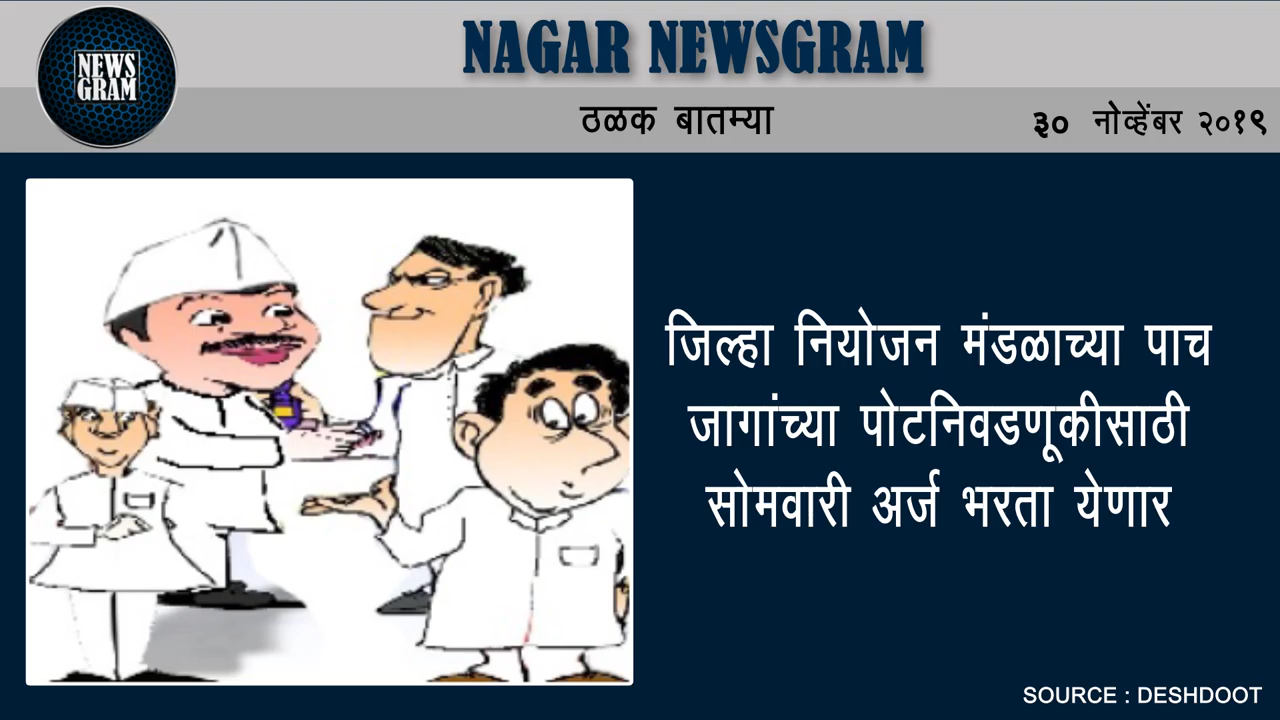 NEWS
GRAM
NAGAR NEWSGRAM
ठळक बातम्या
३० नोव्हेंबर २०१९
जिल्हा नियोजन मंडळाच्या पाच
जागांच्या पोटनिवडणूकीसाठी
सोमवारी अर्ज भरता येणार
SOURCE : DESHDOOT